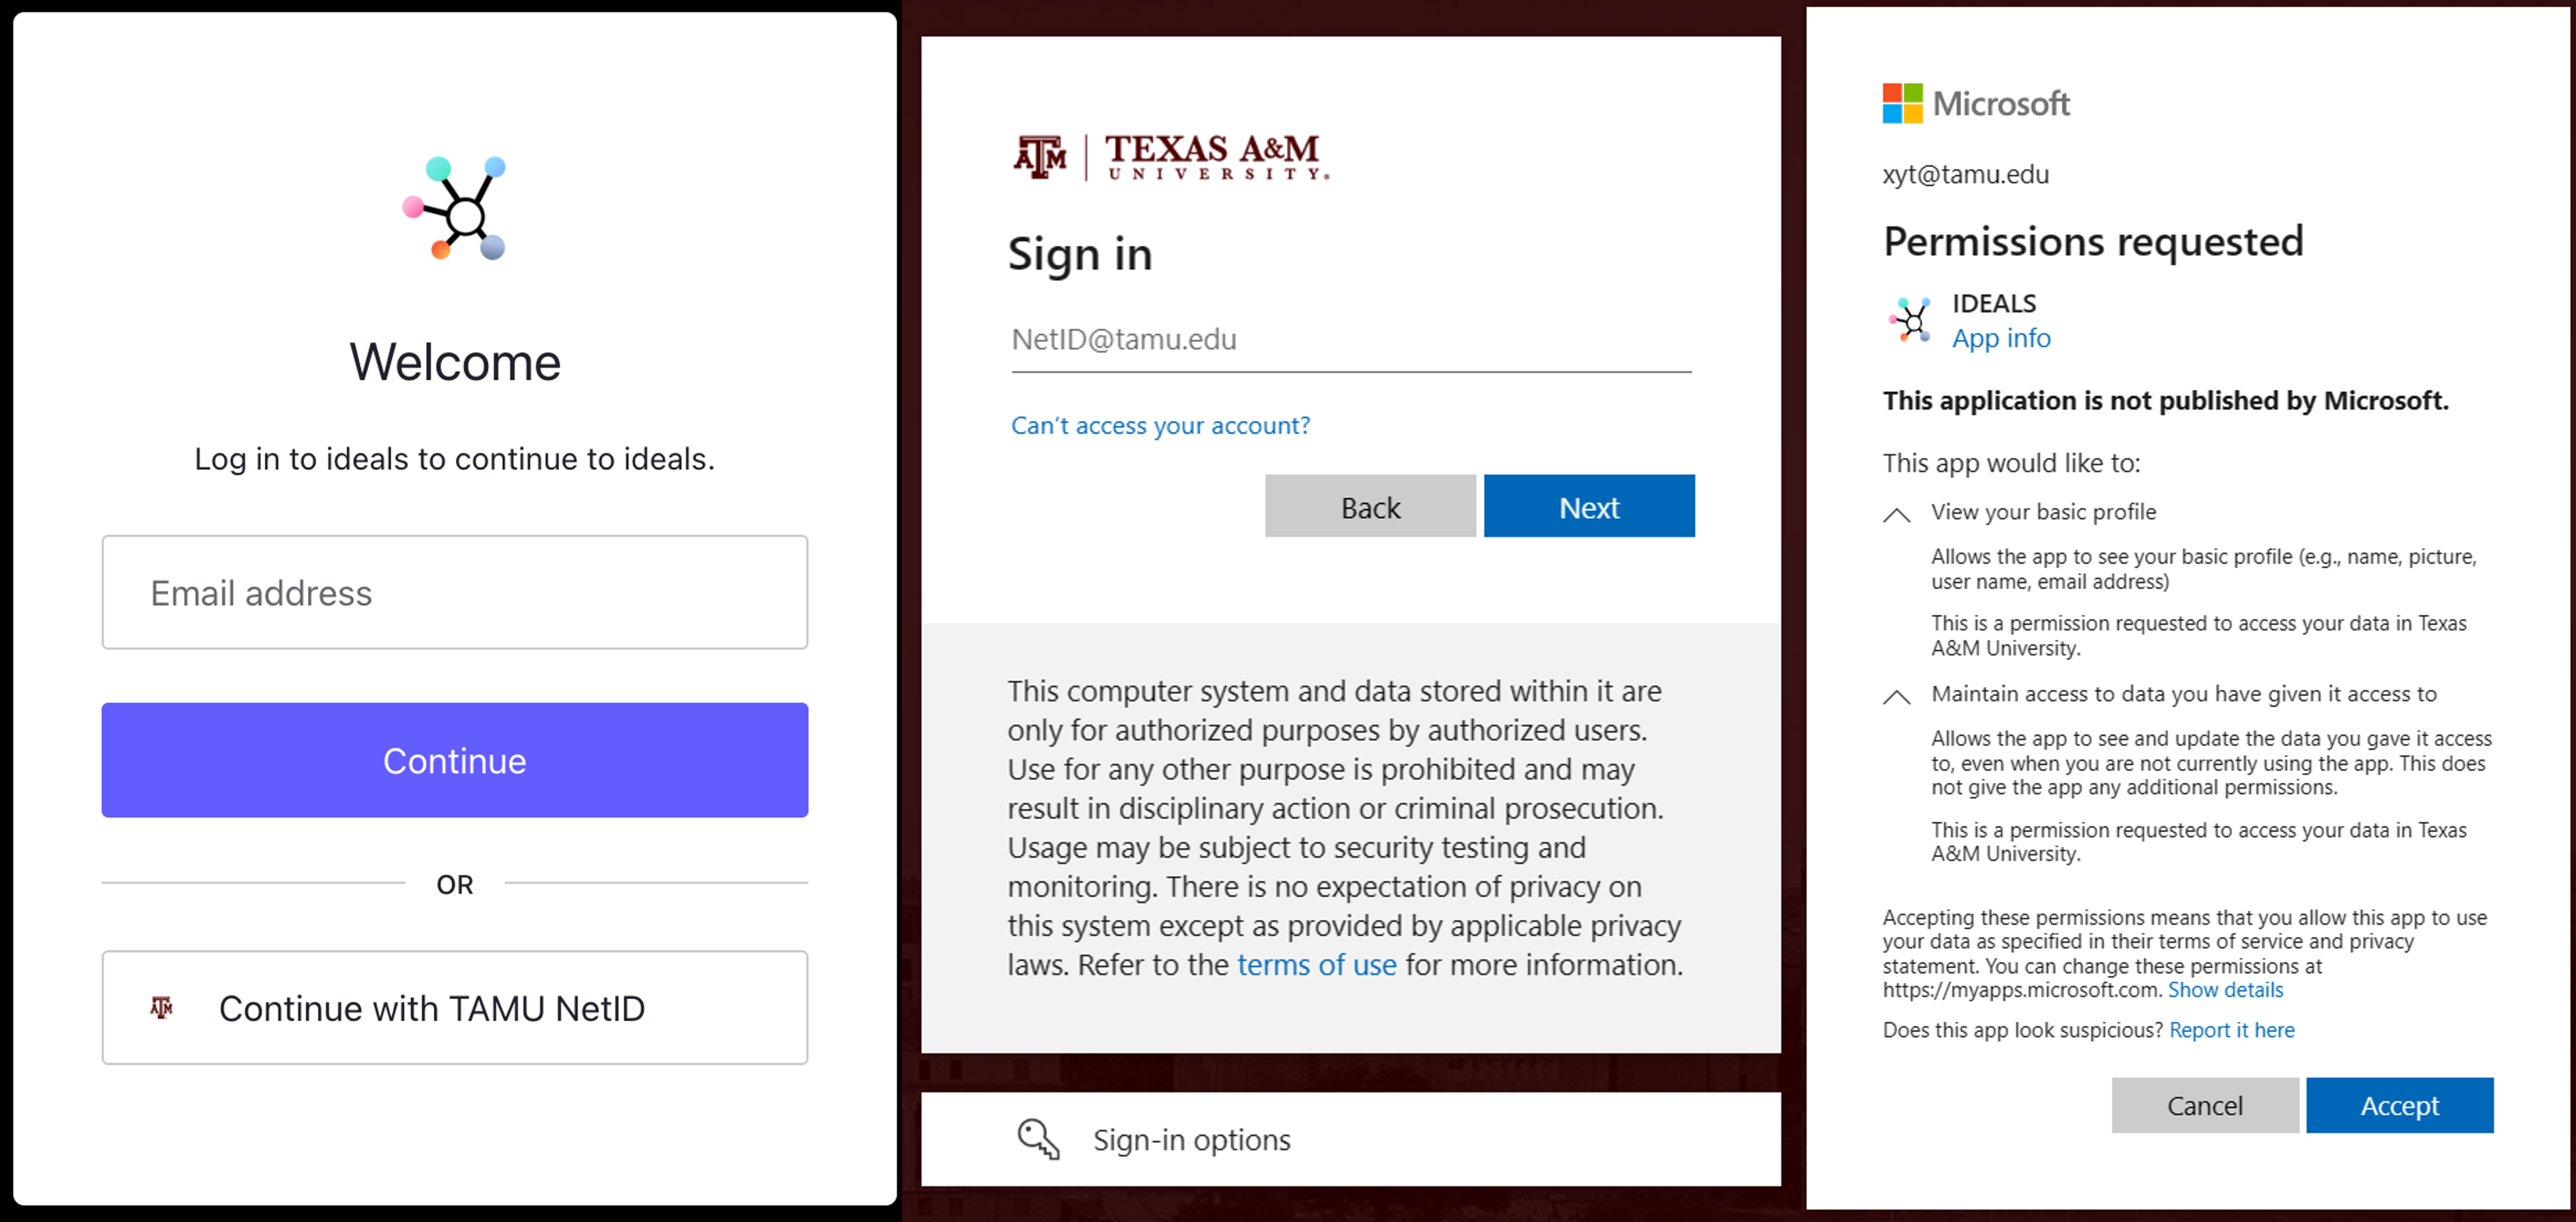 Welcome
Log in to ideals to continue to ideals.
Email address
Continue
OR
ATM
Continue with TAMU NetID
ATM
TEXAS A&M
UNIVERSITY®
Sign in
NetID@tamu.edu
Can't access your account?
Back
Next
This computer system and data stored within it are
only for authorized purposes by authorized users.
Use for any other purpose is prohibited and may
result in disciplinary action or criminal prosecution.
Usage may be subject to security testing and
monitoring. There is no expectation of privacy on
this system except as provided by applicable privacy
laws. Refer to the terms of use for more information.
Sign-in options
Microsoft
xyt@tamu.edu
Permissions requested
IDEALS
App info
This application is not published by Microsoft.
This app would like to:
View your basic profile
Allows the app to see your basic profile (e.g., name, picture,
user name, email address)
This is a permission requested to access your data in Texas
A&M University.
Maintain access to data you have given it access to
Allows the app to see and update the data you gave it access
to, even when you are not currently using the app. This does
not give the app any additional permissions.
This is a permission requested to access your data in Texas
A&M University.
Accepting these permissions means that you allow this app to use
your data as specified in their terms of service and privacy
statement. You can change these permissions at
https://myapps.microsoft.com. Show details
Does this app look suspicious? Report it here
Cancel
Accept